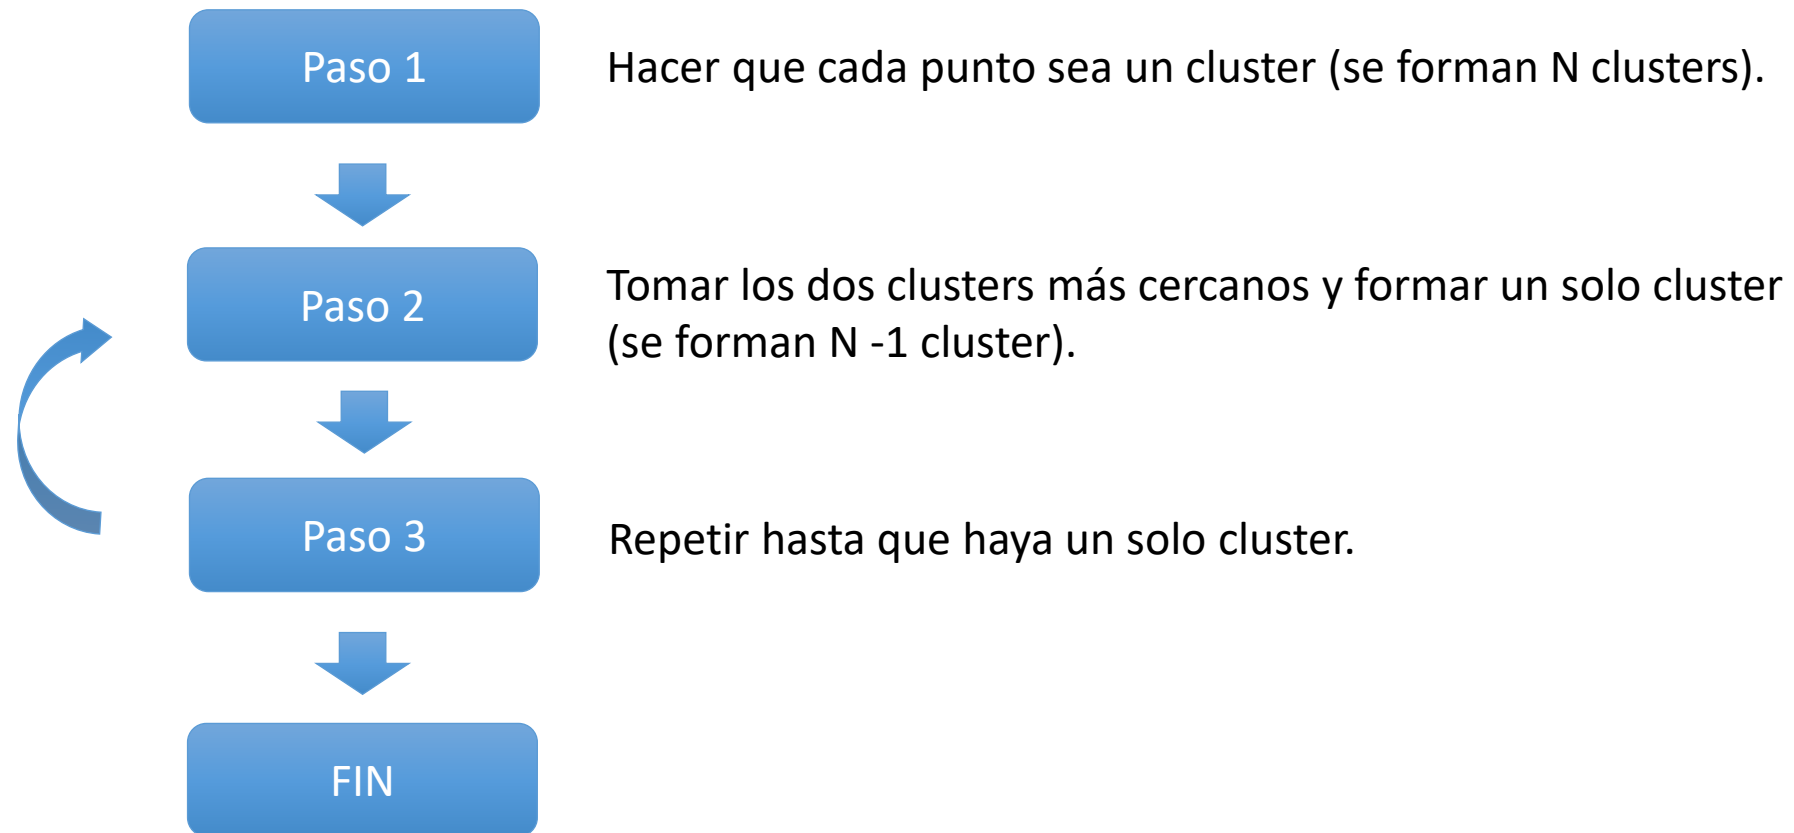 Paso 1
Hacer que cada punto sea un cluster (se forman N clusters).
Paso 2
Tomar los dos clusters más cercanos y formar un solo cluster
(se forman N -1 cluster).
Paso 3
Repetir hasta que haya un solo cluster.
FIN